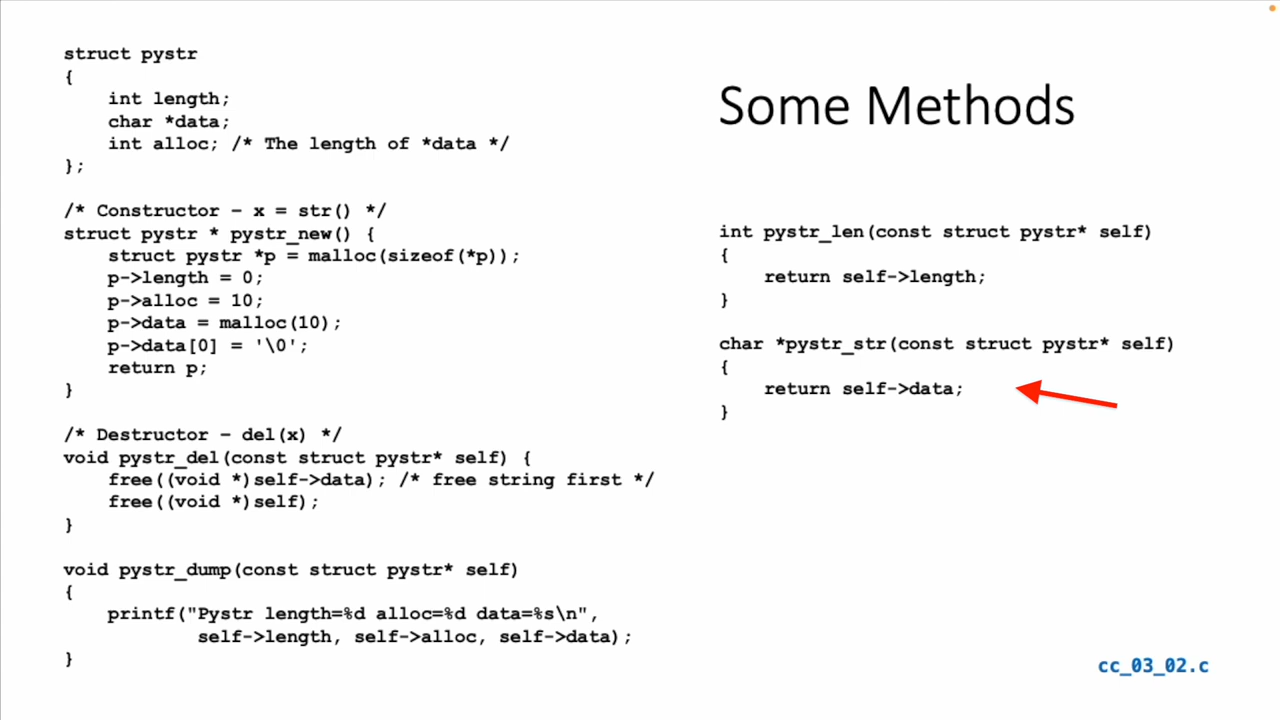 struct pystr
{
    int length;
    char *data;
    int alloc; /* The length of *data */
};
/* Constructor – x = str() */
struct pystr * pystr_new() {
    struct pystr *p = malloc(sizeof(*p));
    p->length = 0;
    p->alloc = 10;
    p->data = malloc(10);
    p->data[0] = '\0';
    return p;
}
/* Destructor – del(x) */
void pystr_del(const struct pystr* self) {
    free((void *)self->data); /* free string first */
    free((void *)self);
}
void pystr_dump(const struct pystr* self)
{
    printf("Pystr length=%d alloc=%d data=%s\n",
            self->length, self->alloc, self->data);
}
Some Methods
int pystr_len(const struct pystr* self)
{
    return self->length;
}
char *pystr_str(const struct pystr* self)
{
    return self->data;
}
cc_03_02.c